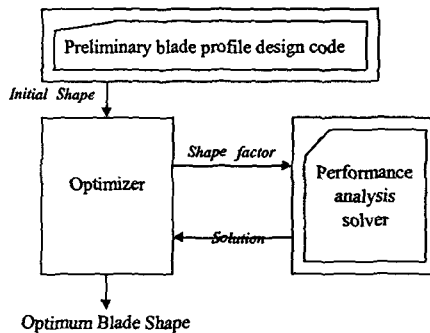 Preliminary blade profile design code
Initial Shape
Optimizer
Shape factor
Performance
analysis
solver
Solution
Optimum Blade Shape